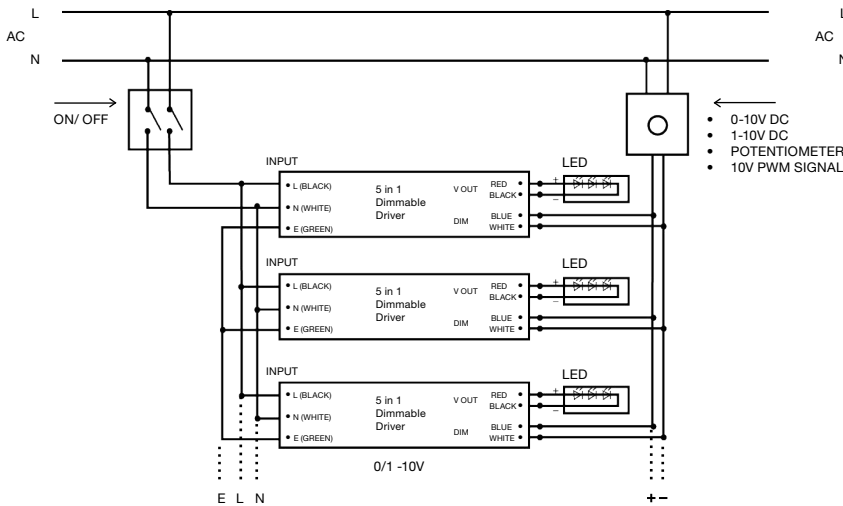 L
L
AC
AC
N
N
ON/ OFF
• 0-10V DC
• 1-10V DC
• POTENTIOMETER
• 10V PWM SIGNAL
INPUT
LED
• L (BLACK)
• N (WHITE)
• E (GREEN)
5 in 1
Dimmable
Driver
V OUT
DIM
RED •
BLACK •
BLUE •
WHITE •
+
–
INPUT
LED
• L (BLACK)
• N (WHITE)
• E (GREEN)
5 in 1
Dimmable
Driver
V OUT
DIM
RED •
BLACK •
BLUE •
WHITE •
+
–
INPUT
LED
• L (BLACK)
• N (WHITE)
• E (GREEN)
5 in 1
Dimmable
Driver
V OUT
DIM
RED •
BLACK •
BLUE •
WHITE •
+
–
0/1 -10V
E L N
+ –